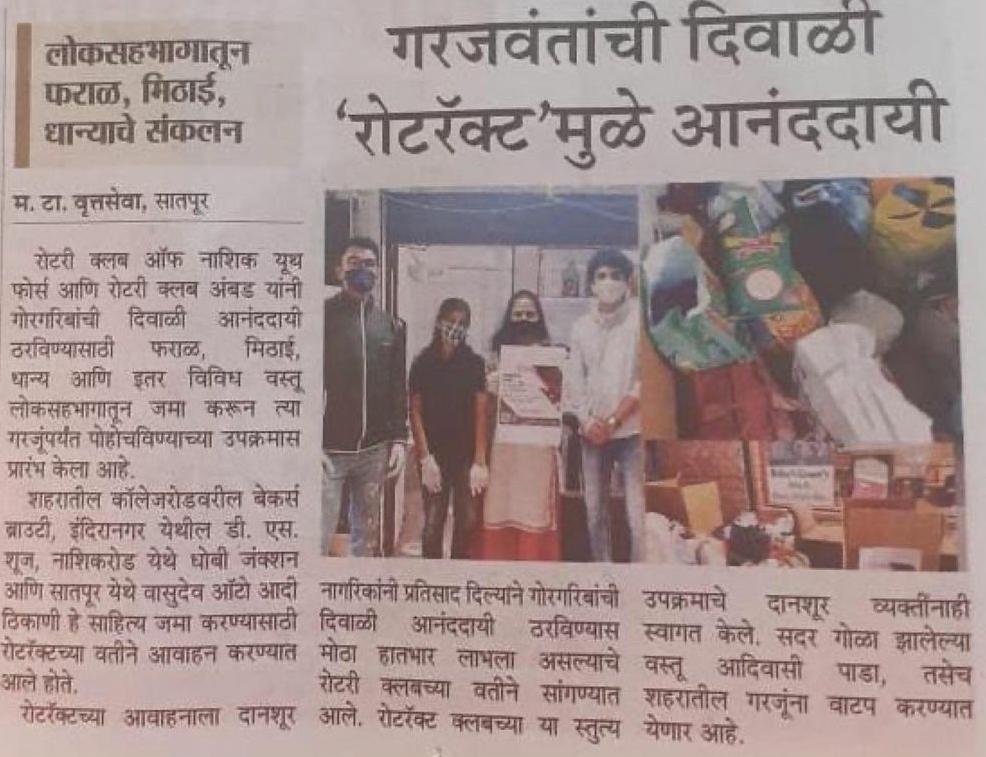 लोकसहभागातून
फराळ, मिठाई,
धान्याचे संकलन
गरजवंतांची दिवाळी
‘रोटरॅक्ट’मुळे आनंददायी
म. टा. वृत्तसेवा, सातपूर
रोटरी क्लब ऑफ नाशिक यूथ
फोर्स आणि रोटरी क्लब अंबड यांनी
गोरगरिबांची दिवाळी आनंददायी
ठरविण्यासाठी फराळ, मिठाई,
धान्य आणि इतर विविध वस्तू
लोकसहभागातून जमा करून त्या
गरजूंपर्यंत पोहोचविण्याच्या उपक्रमास
प्रारंभ केला आहे.
शहरातील कॉलेजरोडवरील बेकर्स
ब्राउटी, इंदिरानगर येथील डी. एस.
शूज, नाशिकरोड येथे धोबी जंक्शन
आणि सातपूर येथे वासुदेव ऑटो आदी
ठिकाणी हे साहित्य जमा करण्यासाठी
रोटरॅक्टच्या वतीने आवाहन करण्यात
आले होते.
रोटरॅक्टच्या आवाहनाला दानशूर
नागरिकांनी प्रतिसाद दिल्याने गोरगरिबांची
दिवाळी आनंददायी ठरविण्यास
मोठा हातभार लाभला असल्याचे
रोटरी क्लबच्या वतीने सांगण्यात
आले. रोटरॅक्ट क्लबच्या या स्तुत्य
उपक्रमाचे दानशूर व्यक्तींनाही
स्वागत केले. सदर गोळा झालेल्या
वस्तू आदिवासी पाडा, तसेच
शहरातील गरजूंना वाटप करण्यात
येणार आहे.